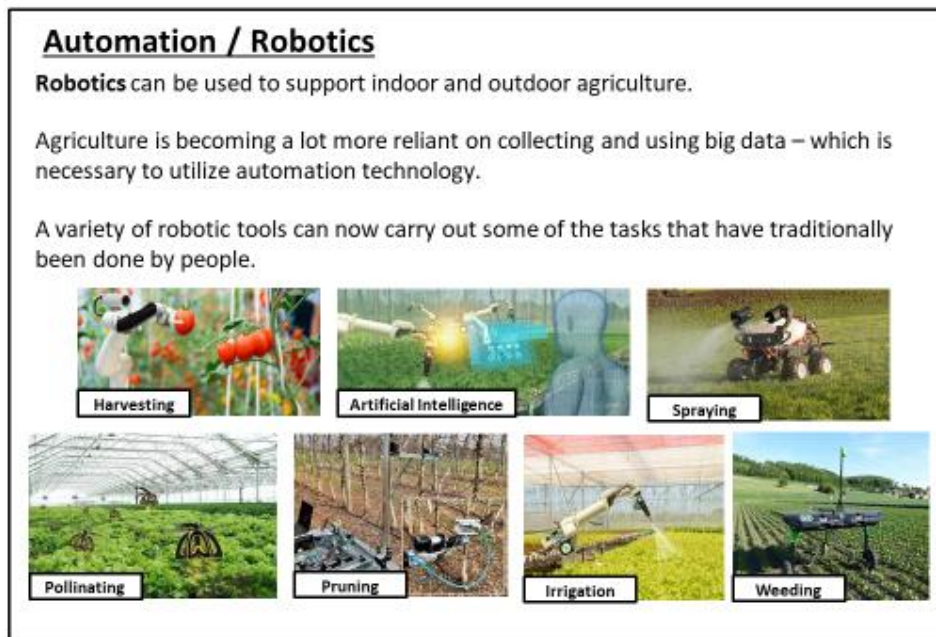 Automation / Robotics
Robotics can be used to support indoor and outdoor agriculture.
Agriculture is becoming a lot more reliant on collecting and using big data – which is
necessary to utilize automation technology.
A variety of robotic tools can now carry out some of the tasks that have traditionally
been done by people.
Harvesting
Artificial Intelligence
Spraying
Pollinating
Pruning
Irrigation
Weeding